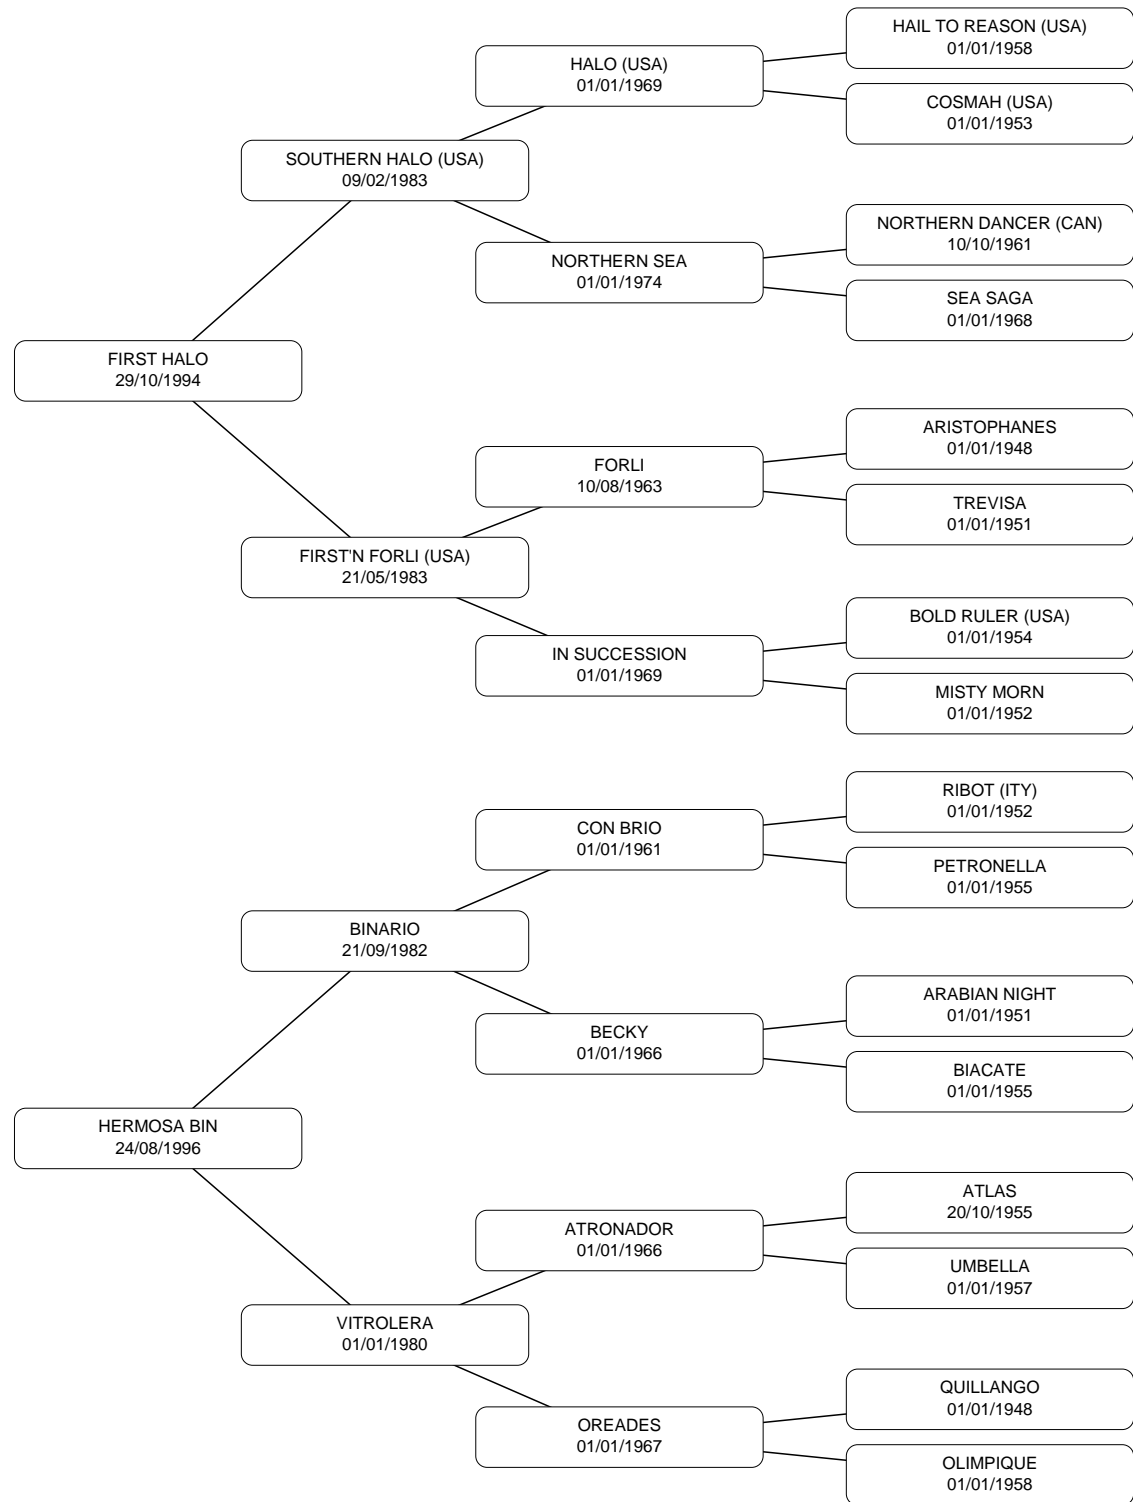 HAIL TO REASON (USA)
01/01/1958
HALO (USA)
01/01/1969
COSMAH (USA)
01/01/1953
SOUTHERN HALO (USA)
09/02/1983
NORTHERN DANCER (CAN)
10/10/1961
NORTHERN SEA
01/01/1974
SEA SAGA
01/01/1968
FIRST HALO
29/10/1994
ARISTOPHANES
01/01/1948
FORLI
10/08/1963
TREVISA
01/01/1951
FIRST'N FORLI (USA)
21/05/1983
BOLD RULER (USA)
01/01/1954
IN SUCCESSION
01/01/1969
MISTY MORN
01/01/1952
RIBOT (ITY)
01/01/1952
CON BRIO
01/01/1961
PETRONELLA
01/01/1955
BINARIO
21/09/1982
ARABIAN NIGHT
01/01/1951
BECKY
01/01/1966
BIACATE
01/01/1955
HERMOSA BIN
24/08/1996
ATLAS
20/10/1955
ATRONADOR
01/01/1966
UMBELLA
01/01/1957
VITROLERA
01/01/1980
QUILLANGO
01/01/1948
OREADES
01/01/1967
OLIMPIQUE
01/01/1958